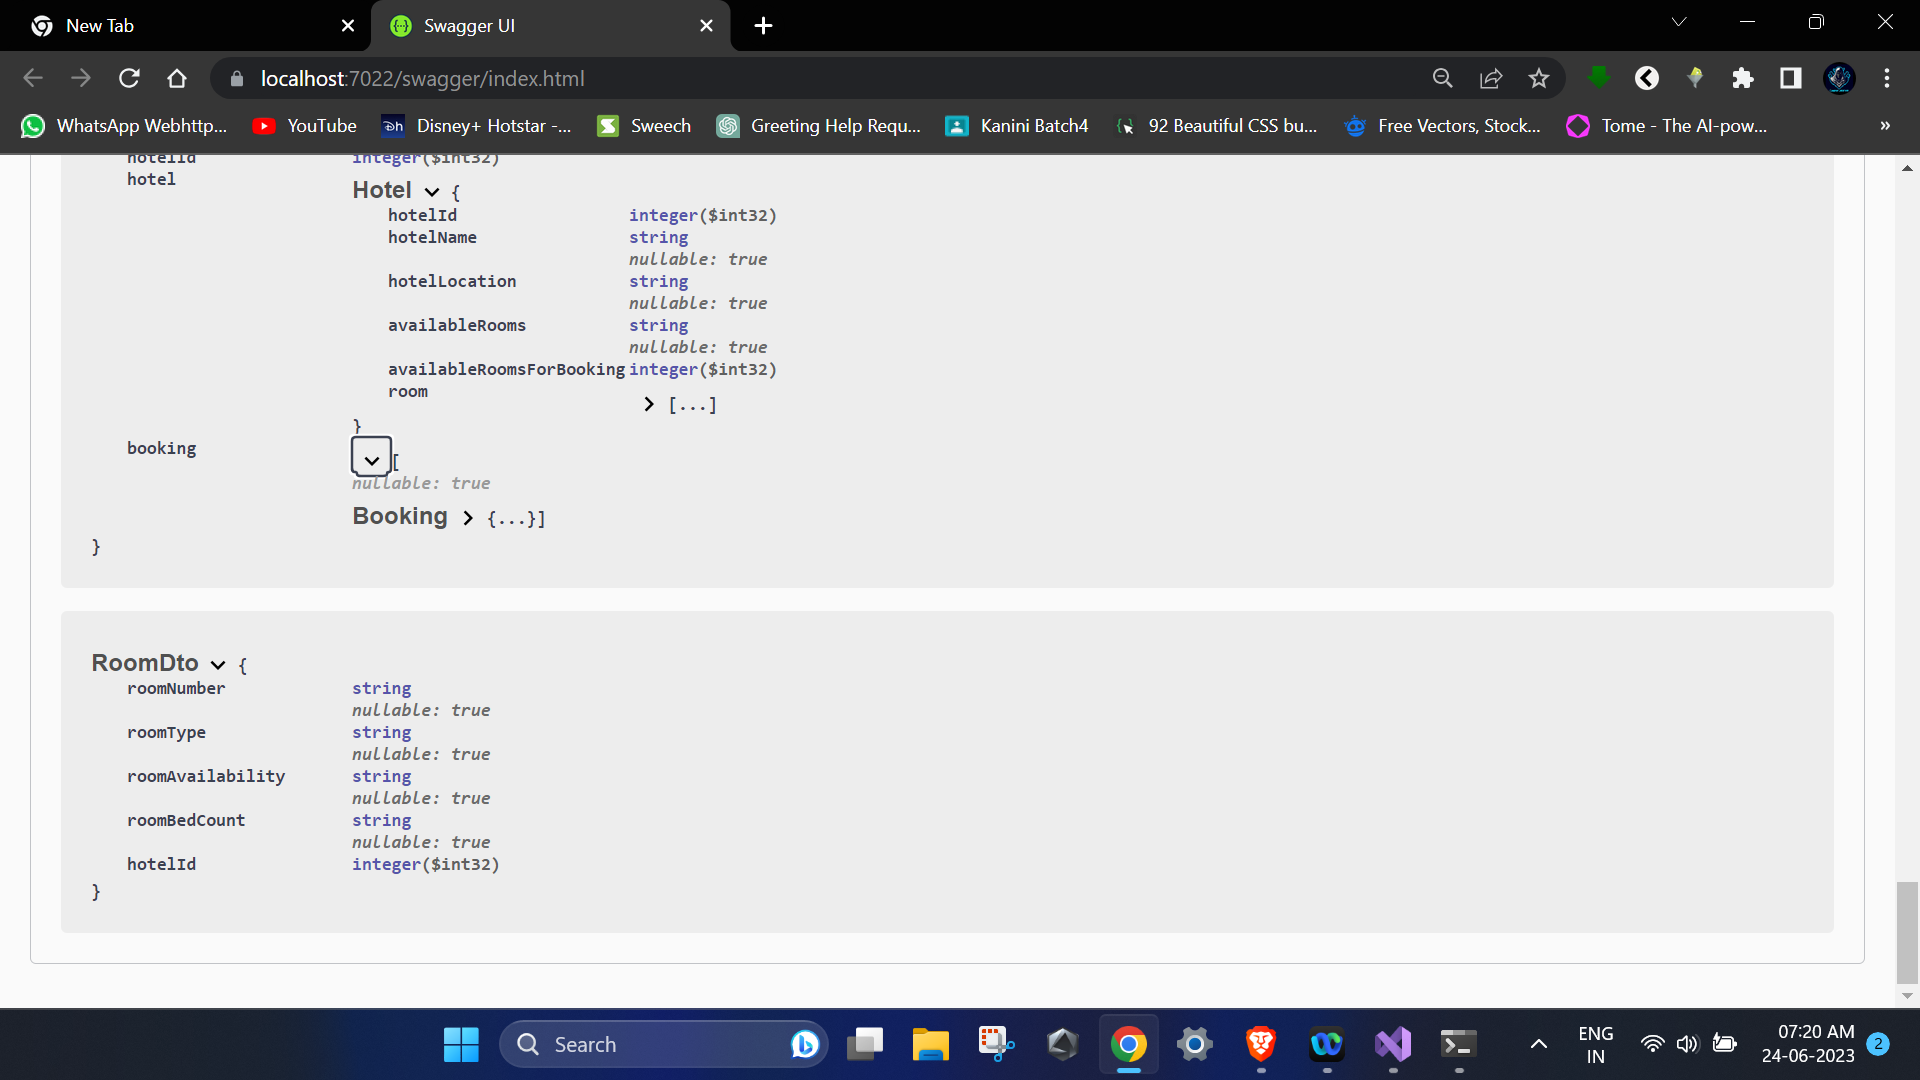 New Tab
Swagger UI
localhost:7022/swagger/index.html
WhatsApp Webhttp...
YouTube
Disney+ Hotstar -...
Sweech
Greeting Help Requ...
Kanini Batch4
92 Beautiful CSS bu...
Free Vectors, Stock...
Tome - The AI-pow...
»
hotelId integer($int32)
hotel
Hotel {
hotelId integer($int32)
hotelName string
nullable: true
hotelLocation string
nullable: true
availableRooms string
nullable: true
availableRoomsForBooking integer($int32)
room
[...]
}
booking
[
nullable: true
Booking {...}]
}
RoomDto {
roomNumber string
nullable: true
roomType string
nullable: true
roomAvailability string
nullable: true
roomBedCount string
nullable: true
hotelId integer($int32)
}
Search
ENG
IN
07:20 AM
24-06-2023
2